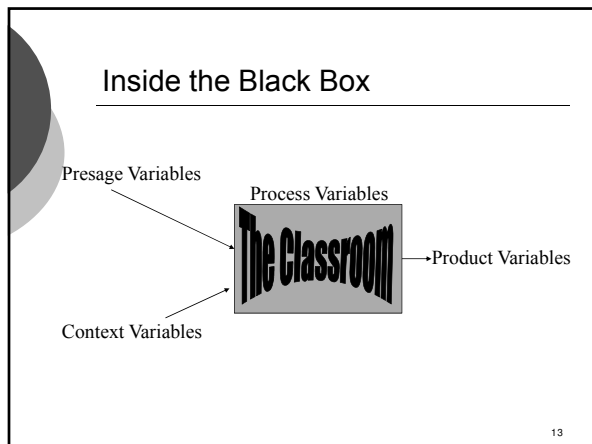 Inside the Black Box
Presage Variables
Process Variables
The Classroom
Product Variables
Context Variables
13